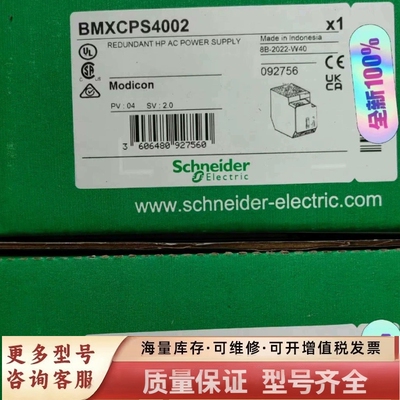 BMXCPS4002 x1
REDUNDANT HP AC POWER SUPPLY
Made in Indonesia
8B-2022-W40
092756
UL
CE
UK
CA
Modicon
PV : 04 SV : 2.0
3 606480 927560
Schneider
Electric
www.schneider-electric.com
全新100%
更多型号
咨询客服
海量库存·可维修·可开增值税发票
质量保证 型号齐全